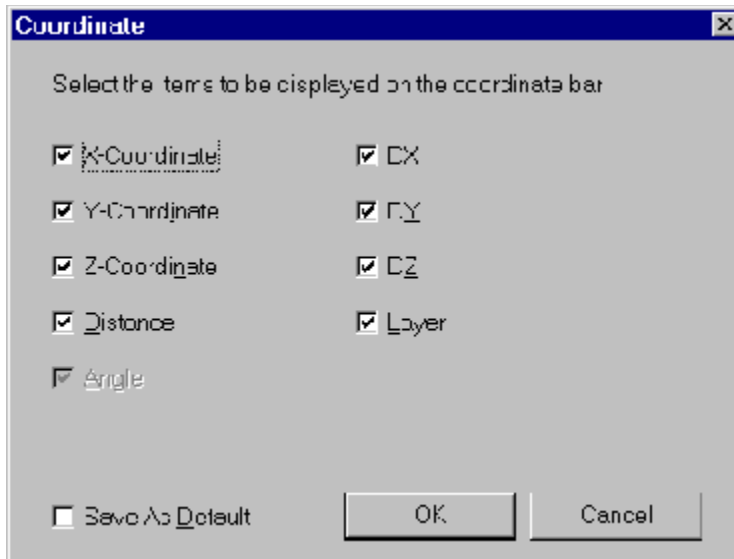 Coordinate
Select the items to be displayed on the coordinate bar
X-Coordinate
DX
Y-Coordinate
DY
Z-Coordinate
DZ
Distance
Layer
Angle
Save As Default
OK
Cancel